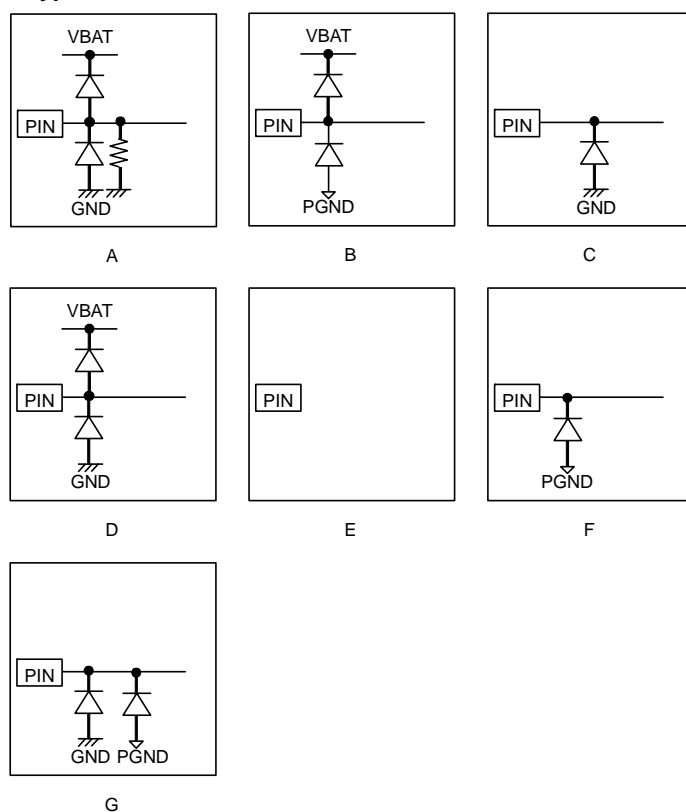 VBAT
PIN
GND
A
VBAT
PIN
PGND
B
PIN
GND
C
VBAT
PIN
GND
D
PIN
E
PIN
PGND
F
PIN
GND PGND
G